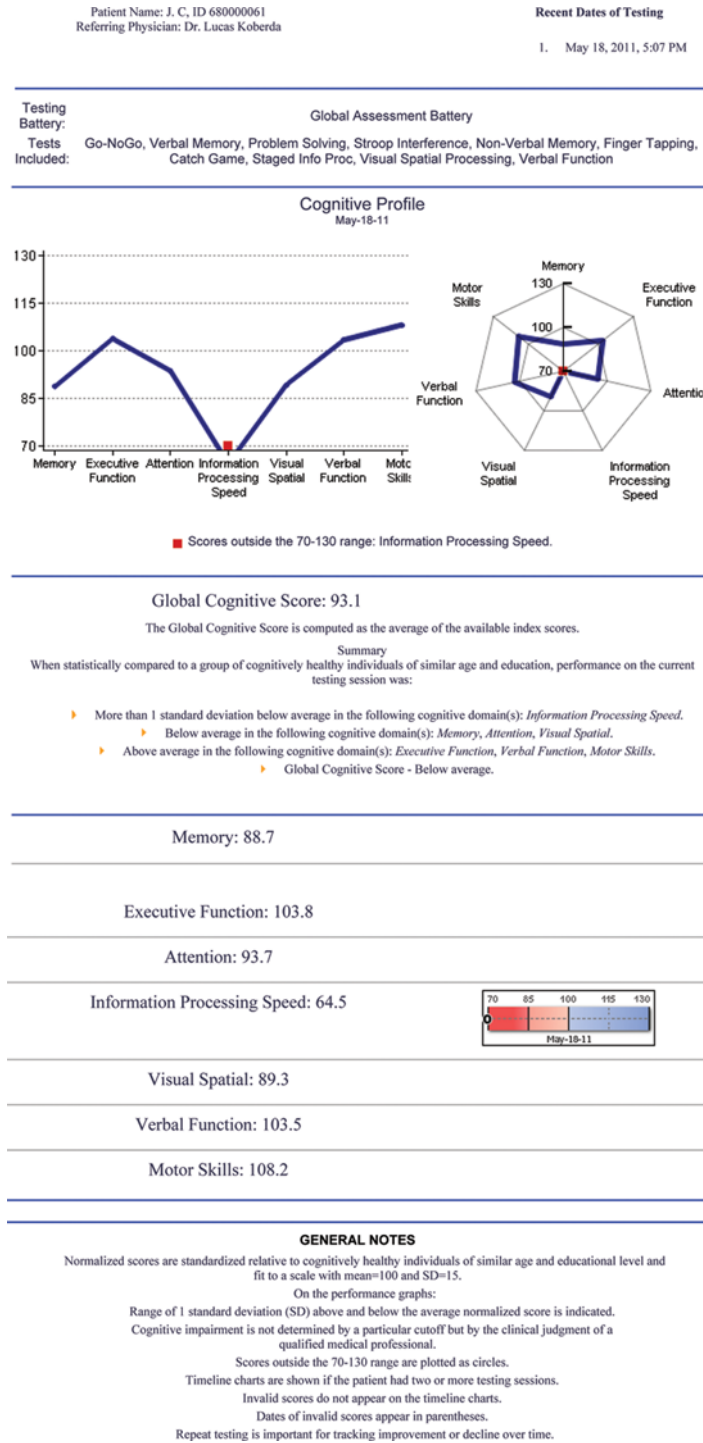 Patient Name: J. C, ID 680000061
Referring Physician: Dr. Lucas Koberda
Recent Dates of Testing
1. May 18, 2011, 5:07 PM
Testing Battery:
Global Assessment Battery
Tests Included:
Go-NoGo, Verbal Memory, Problem Solving, Stroop Interference, Non-Verbal Memory, Finger Tapping,
Catch Game, Staged Info Proc, Visual Spatial Processing, Verbal Function
Cognitive Profile
May-18-11
130
115
100
85
70
Memory
Executive Function
Attention
Information Processing Speed
Visual Spatial
Verbal Function
Motc
Skills
Memory
130
100
70
Executive Function
Attentic
Information Processing Speed
Visual Spatial
Verbal Function
Motor Skills
Scores outside the 70-130 range: Information Processing Speed.
Global Cognitive Score: 93.1
The Global Cognitive Score is computed as the average of the available index scores.
Summary
When statistically compared to a group of cognitively healthy individuals of similar age and education, performance on the current
testing session was:
More than 1 standard deviation below average in the following cognitive domain(s): Information Processing Speed.
Below average in the following cognitive domain(s): Memory, Attention, Visual Spatial.
Above average in the following cognitive domain(s): Executive Function, Verbal Function, Motor Skills.
Global Cognitive Score - Below average.
Memory: 88.7
Executive Function: 103.8
Attention: 93.7
Information Processing Speed: 64.5
70 85 100 115 130
May-18-11
Visual Spatial: 89.3
Verbal Function: 103.5
Motor Skills: 108.2
GENERAL NOTES
Normalized scores are standardized relative to cognitively healthy individuals of similar age and educational level and
fit to a scale with mean=100 and SD=15.
On the performance graphs:
Range of 1 standard deviation (SD) above and below the average normalized score is indicated.
Cognitive impairment is not determined by a particular cutoff but by the clinical judgment of a
qualified medical professional.
Scores outside the 70-130 range are plotted as circles.
Timeline charts are shown if the patient had two or more testing sessions.
Invalid scores do not appear on the timeline charts.
Dates of invalid scores appear in parentheses.
Repeat testing is important for tracking improvement or decline over time.